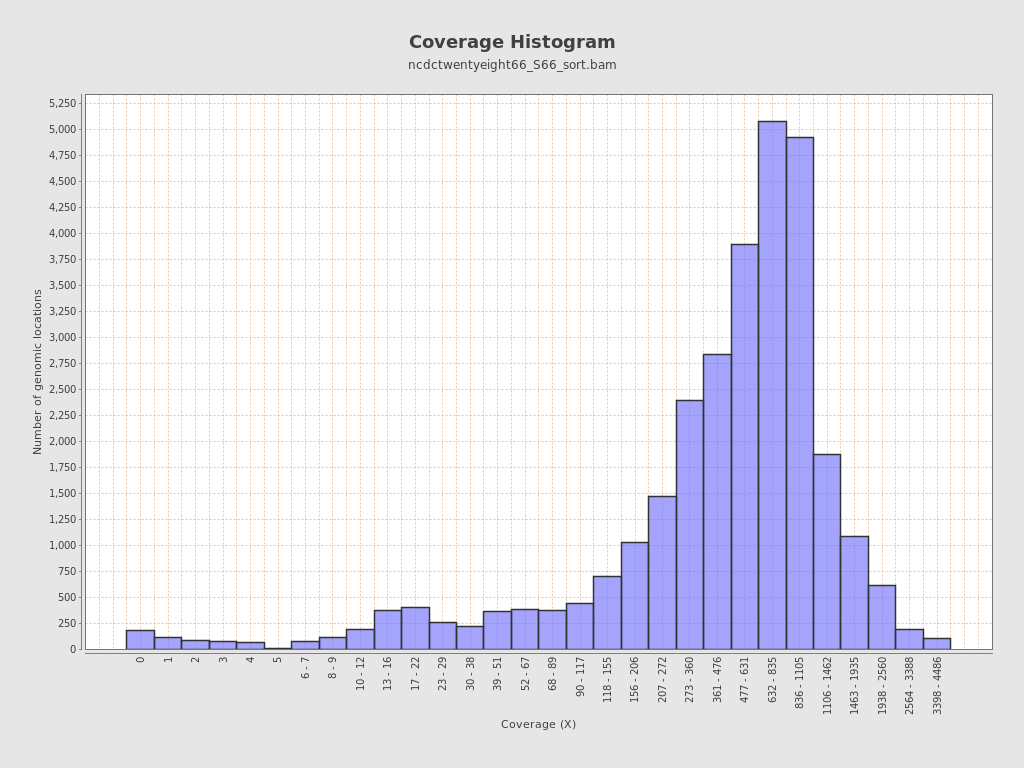 Coverage Histogram
ncdctwentyeight66_S66_sort.bam
5,250
5,000
4,750
4,500
4,250
4,000
3,750
3,500
3,250
3,000
2,750
2,500
2,250
2,000
1,750
1,500
1,250
1,000
750
500
250
0
Number of genomic locations
0
1
2
3
4
5
6 - 7
8 - 9
10 - 12
13 - 16
17 - 22
23 - 29
30 - 38
39 - 51
52 - 67
68 - 89
90 - 117
118 - 155
156 - 206
207 - 272
273 - 360
361 - 476
477 - 631
632 - 835
836 - 1105
1106 - 1462
1463 - 1935
1938 - 2560
2564 - 3388
3398 - 4486
Coverage (X)